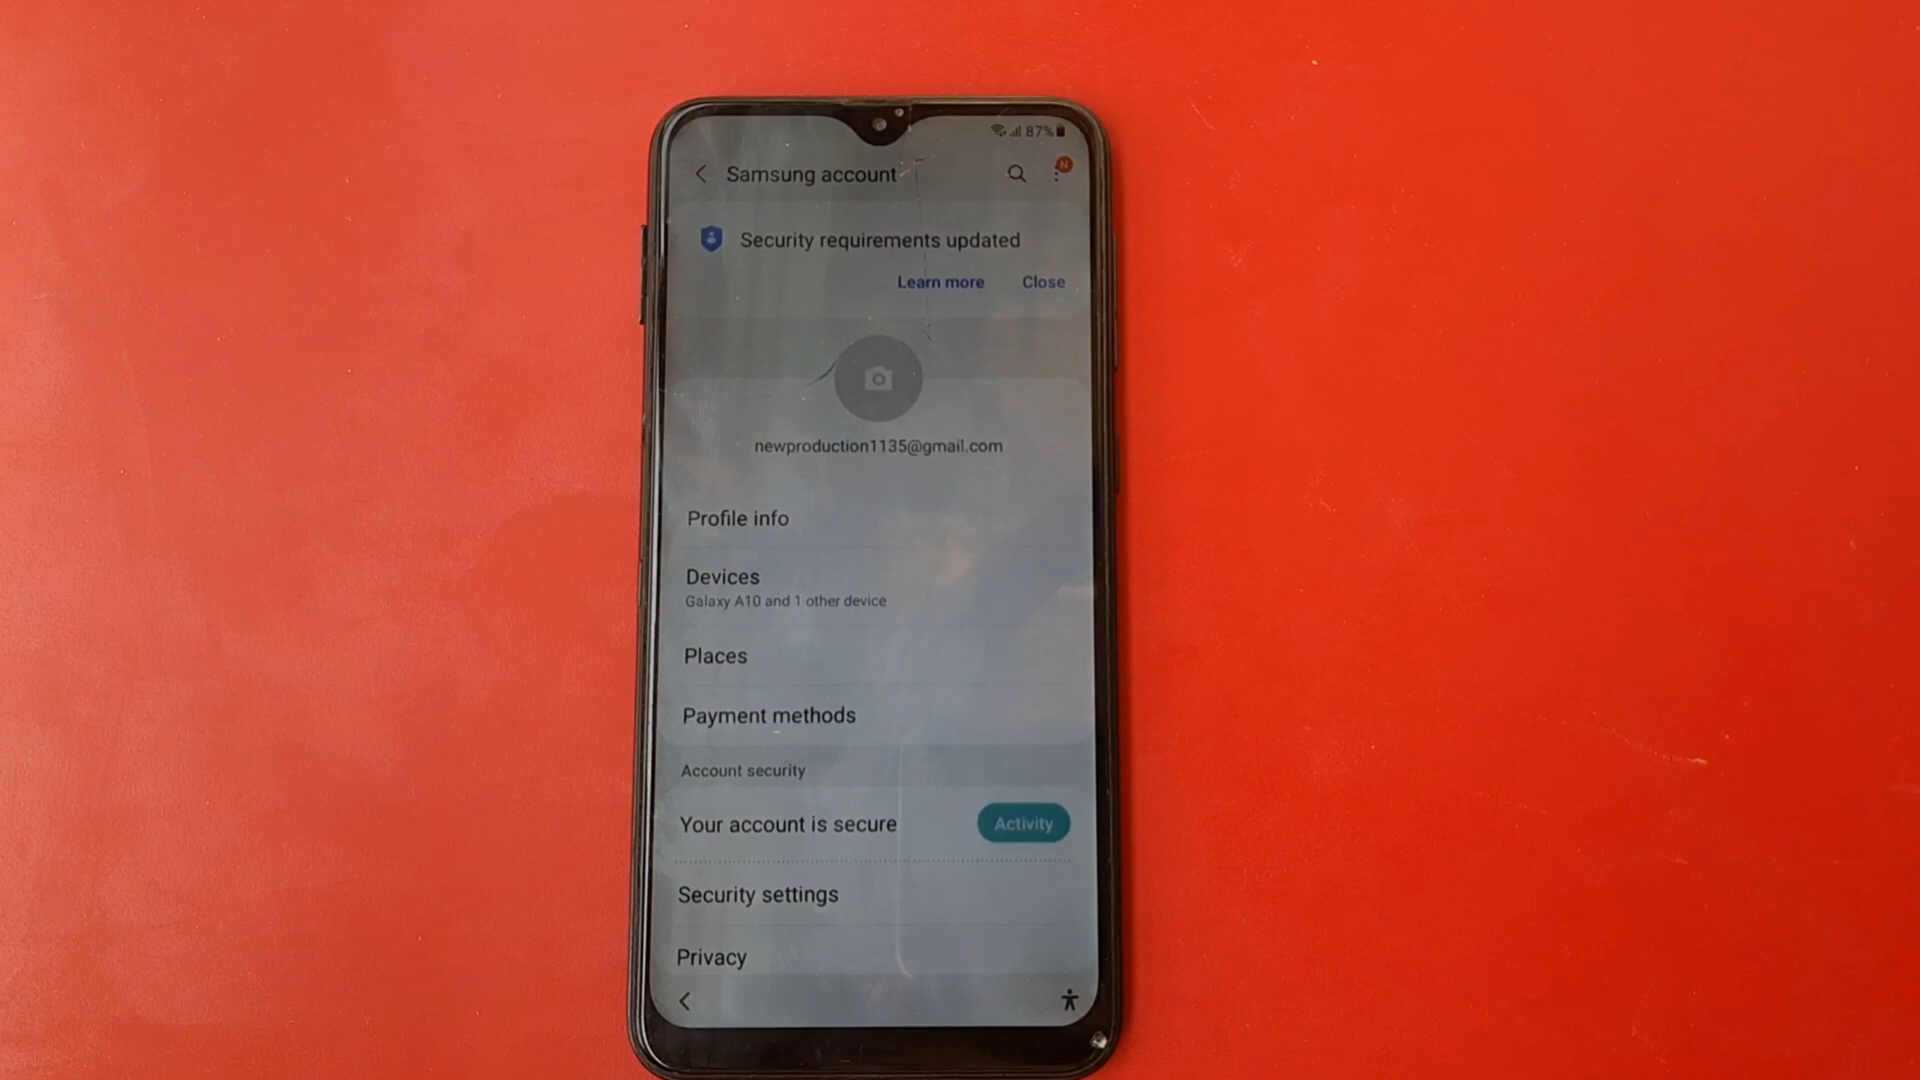 87%
Samsung account
N
Security requirements updated
Learn more Close
newproduction1135@gmail.com
Profile info
Devices
Galaxy A10 and 1 other device
Places
Payment methods
Account security
Your account is secure Activity
Security settings
Privacy